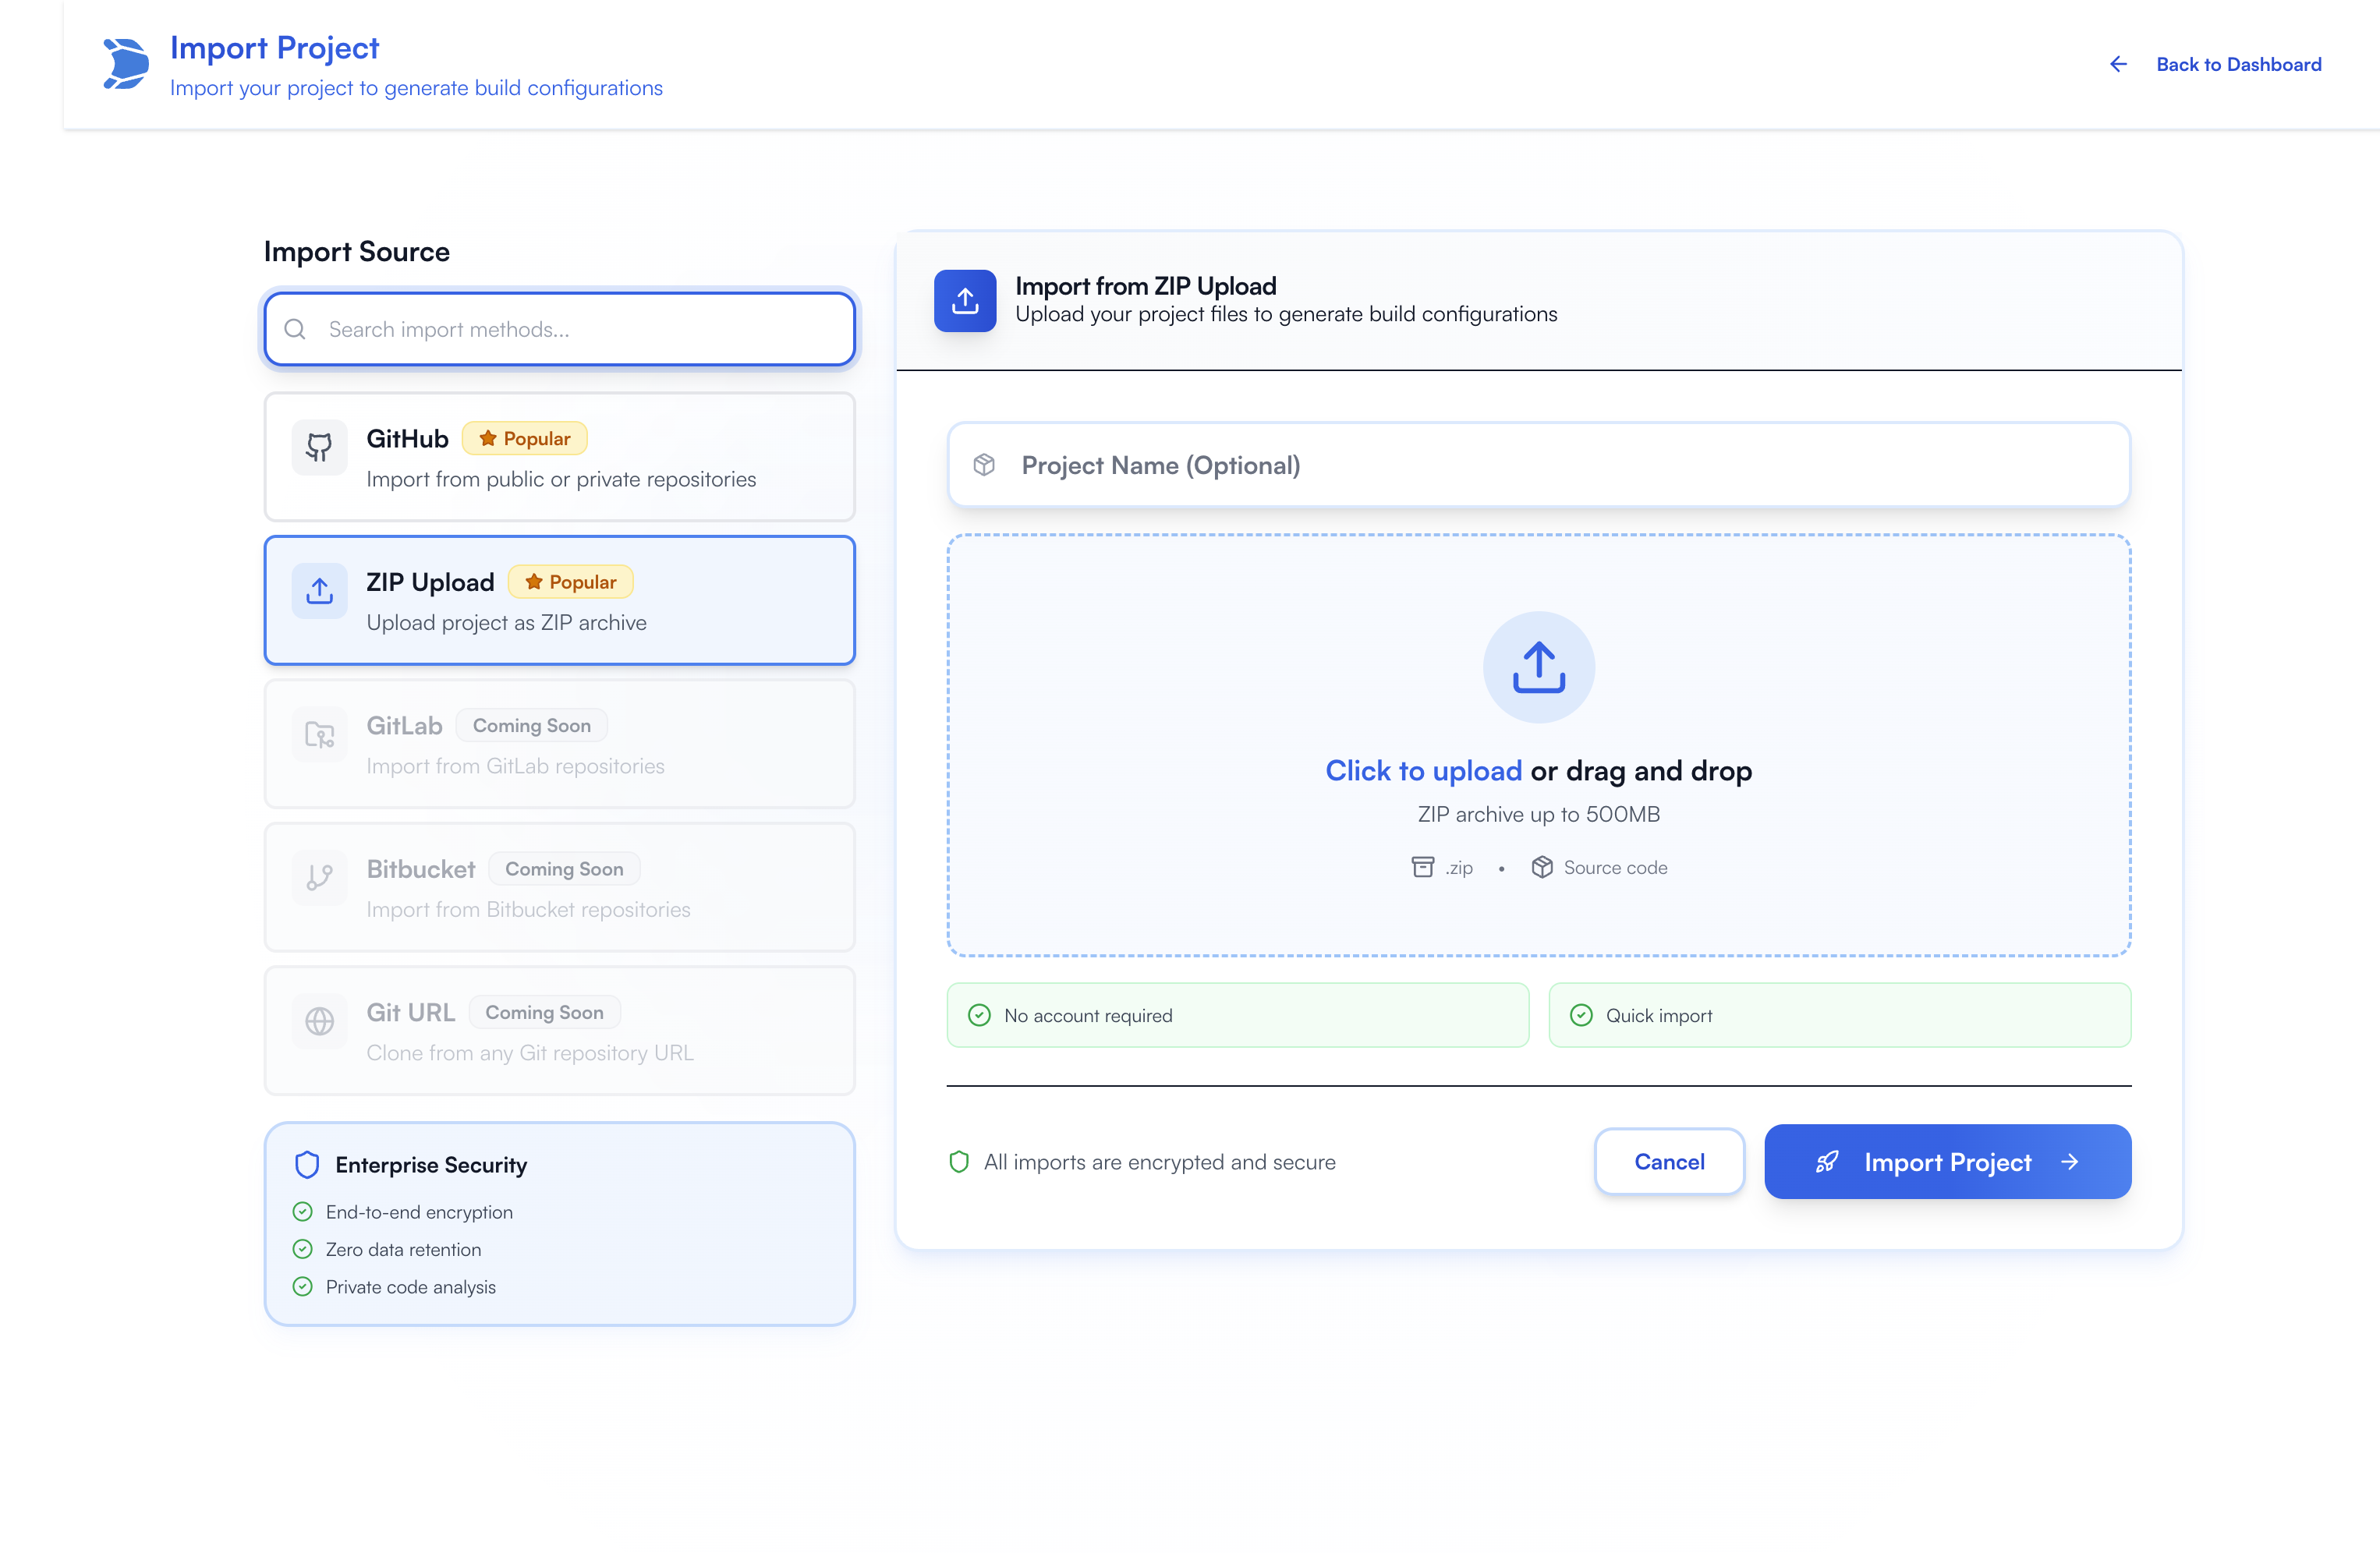 Import Project
Import your project to generate build configurations
Back to Dashboard
Import Source
Search import methods...
GitHub
Popular
Import from public or private repositories
ZIP Upload
Popular
Upload project as ZIP archive
GitLab
Coming Soon
Import from GitLab repositories
Bitbucket
Coming Soon
Import from Bitbucket repositories
Git URL
Coming Soon
Clone from any Git repository URL
Enterprise Security
End-to-end encryption
Zero data retention
Private code analysis
Import from ZIP Upload
Upload your project files to generate build configurations
Project Name (Optional)
Click to upload or drag and drop
ZIP archive up to 500MB
.zip • Source code
No account required
Quick import
All imports are encrypted and secure
Cancel
Import Project